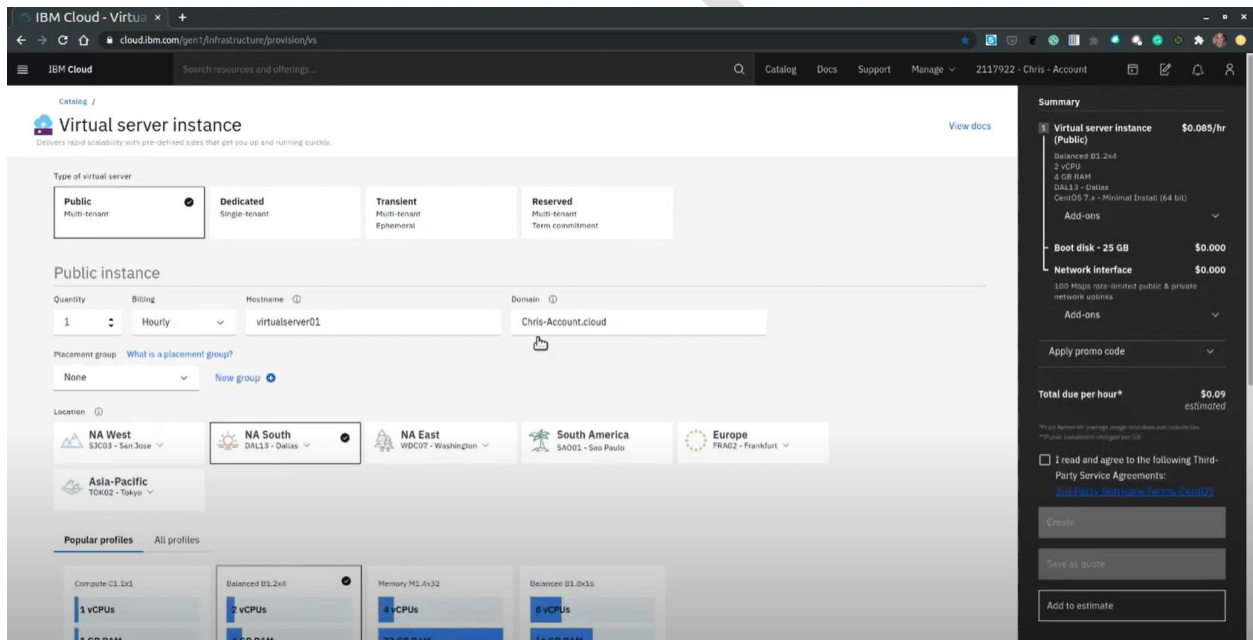 IBM Cloud - Virtua × +
cloud.ibm.com/gen1/infrastructure/provision/vs
IBM Cloud
Search resources and offerings...
Catalog
Docs
Support
Manage
2117922 - Chris - Account
Catalog /
Virtual server instance
View docs
Delivers rapid scalability with pre-defined sizes that get you up and running quickly.
Type of virtual server
Public
Multi-tenant
Dedicated
Single-tenant
Transient
Multi-tenant
Ephemeral
Reserved
Multi-tenant
Term commitment
Public instance
Quantity
Billing
Hostname
Domain
1
Hourly
virtualserver01
Chris-Account.cloud
Placement group What is a placement group?
None
New group
Location
NA West
SJC03 - San Jose
NA South
DAL13 - Dallas
NA East
WDC07 - Washington
South America
SAO01 - Sao Paulo
Europe
FRA02 - Frankfurt
Asia-Pacific
TOK02 - Tokyo
Popular profiles
All profiles
Compute C1.1x1
1 vCPUs
Balanced B1.2x4
2 vCPUs
Memory M1.4x32
4 vCPUs
Balanced B1.8x16
8 vCPUs
Summary
1 Virtual server instance $0.085/hr
(Public)
Balanced B1.2x4
2 vCPU
4 GB RAM
DAL13 - Dallas
CentOS 7.x - Minimal Install (64 bit)
Add-ons
Boot disk - 25 GB $0.000
Network interface $0.000
100 Mbps rate-limited public & private
network uplinks
Add-ons
Apply promo code
Total due per hour* $0.09
estimated
I read and agree to the following Third-
Party Service Agreements:
3rd Party Software Terms CentOS
Create
Save as quote
Add to estimate